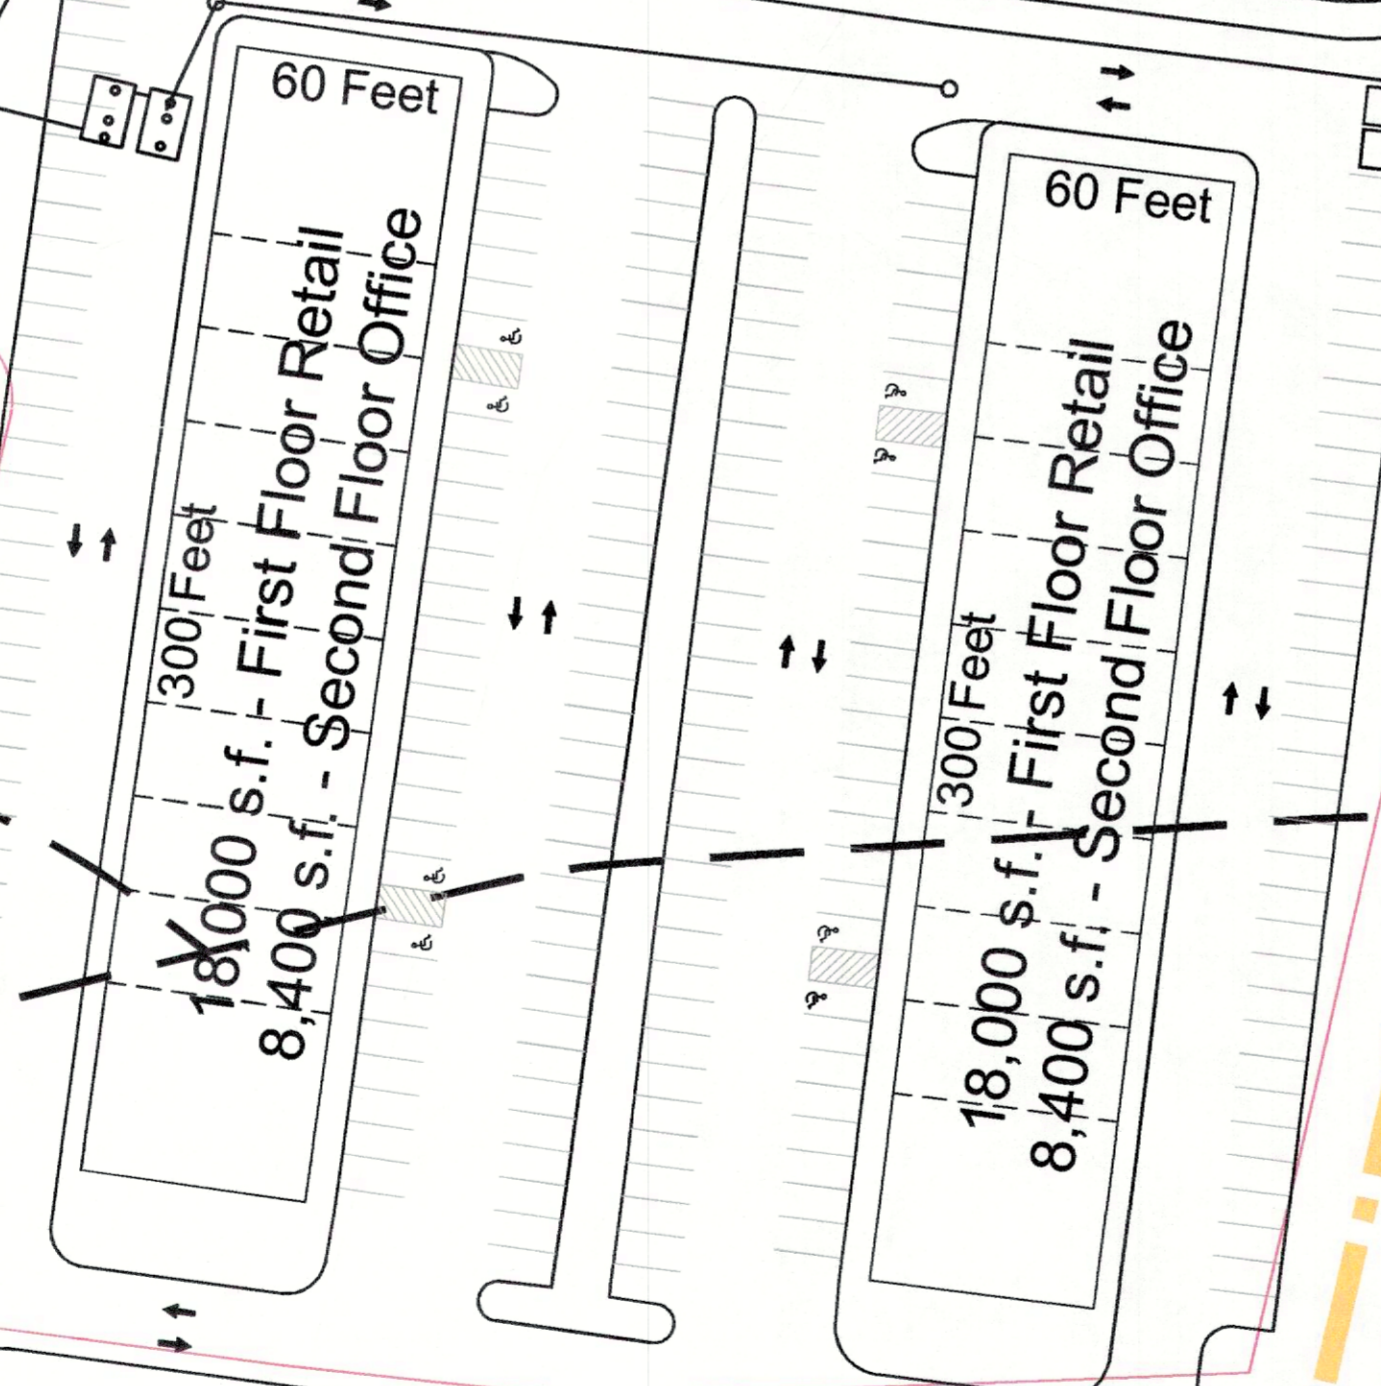 60 Feet
300 Feet
18,000 s.f. - First Floor Retail
8,400 s.f. - Second Floor Office
60 Feet
300 Feet
18,000 s.f. - First Floor Retail
8,400 s.f. - Second Floor Office